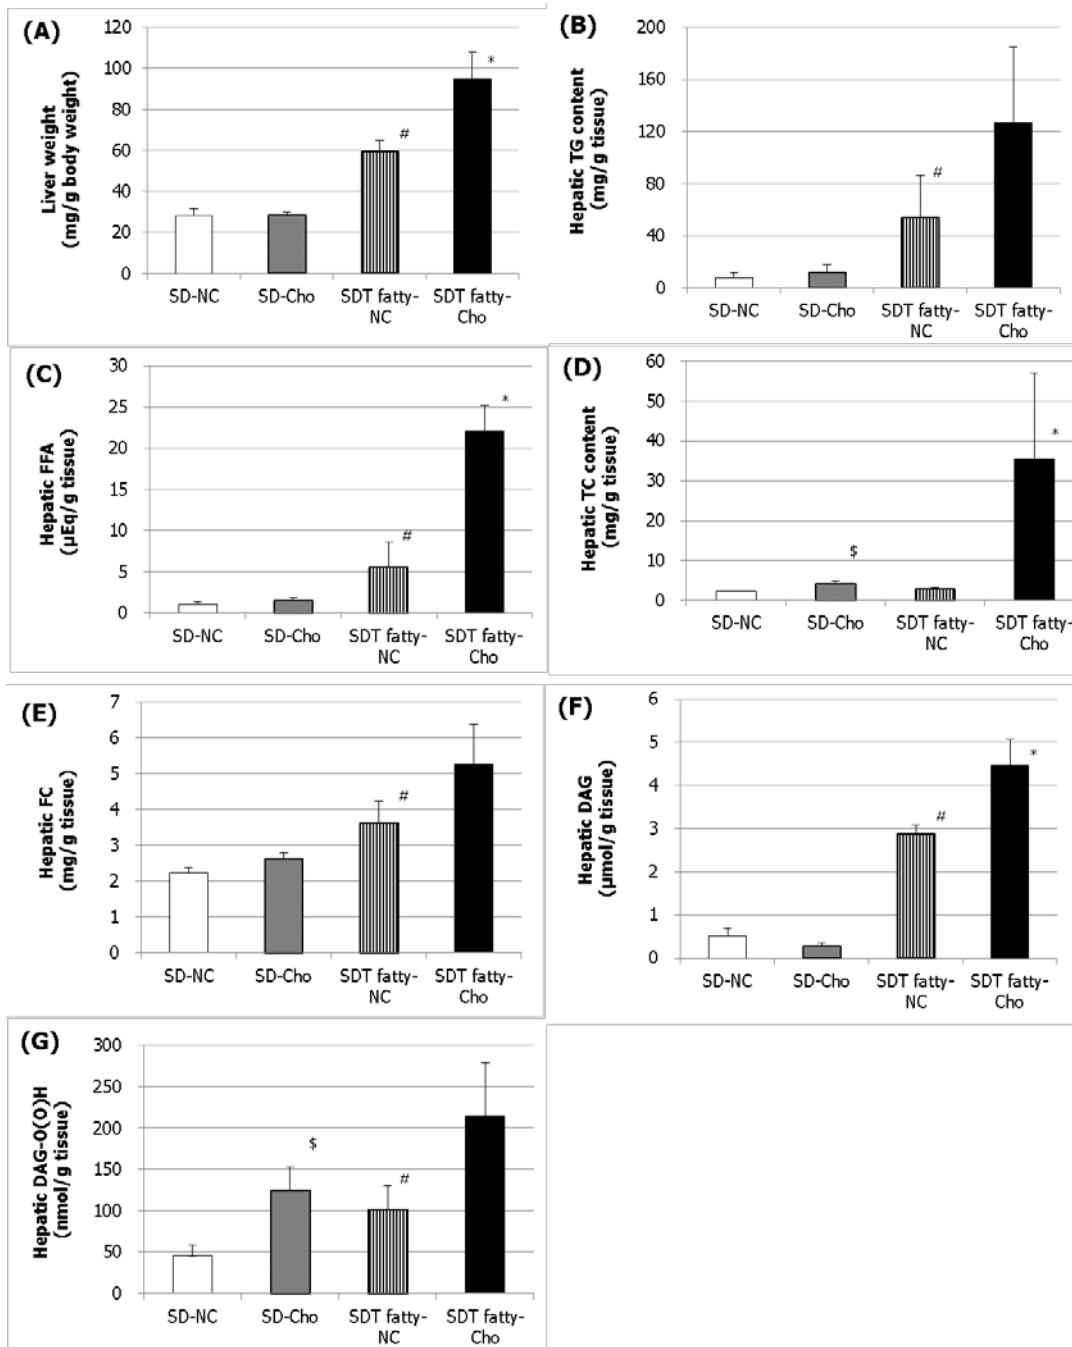 (A)
Liver weight
(mg/g body weight)
120
100
80
60
40
20
0
#
*
SD-NC
SD-Cho
SDT fatty-
NC
SDT fatty-
Cho
(B)
Hepatic TG content
(mg/g tissue)
200
160
120
80
40
0
#
SD-NC
SD-Cho
SDT fatty-
NC
SDT fatty-
Cho
(C)
Hepatic FFA
(µEq/g tissue)
30
25
20
15
10
5
0
#
*
SD-NC
SD-Cho
SDT fatty-
NC
SDT fatty-
Cho
(D)
Hepatic TC content
(mg/g tissue)
60
50
40
30
20
10
0
$
*
SD-NC
SD-Cho
SDT fatty-
NC
SDT fatty-
Cho
(E)
Hepatic FC
(mg/g tissue)
7
6
5
4
3
2
1
0
#
SD-NC
SD-Cho
SDT fatty-
NC
SDT fatty-
Cho
(F)
Hepatic DAG
(µmol/g tissue)
6
5
4
3
2
1
0
#
*
SD-NC
SD-Cho
SDT fatty-
NC
SDT fatty-
Cho
(G)
Hepatic DAG-O(O)H
(nmol/g tissue)
300
250
200
150
100
50
0
$
#
SD-NC
SD-Cho
SDT fatty-
NC
SDT fatty-
Cho